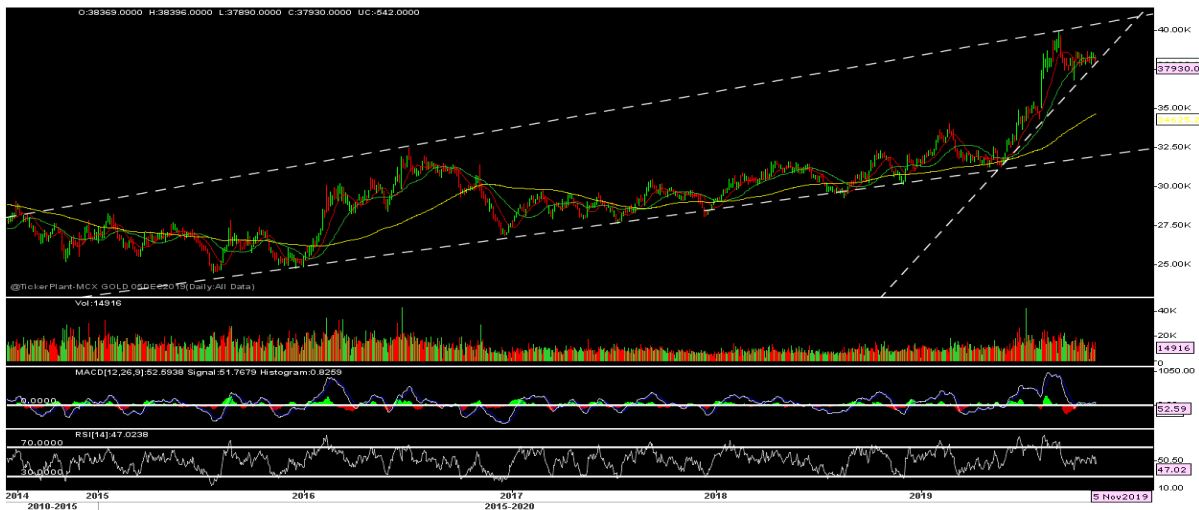 O:38369.0000 H:38396.0000 L:37890.0000 C:37930.0000 UC:-542.0000
40.00K
37930.0
35.00K
32.50K
30.00K
27.50K
25.00K
@TickerPlant-MCX GOLD 05DEC2019(Daily:All Data)
Vol:14916
40K
20K
14916
0
MACD[12,26,9]:52.5938 Signal:51.7679 Histogram:0.8259
1050.00
0.0000
52.59
RSI[14]:47.0238
70.0000
50.50
47.02
30.0000
10.00
2014 2015 2016 2017 2018 2019 5 Nov2019
2010-2015 2015-2020